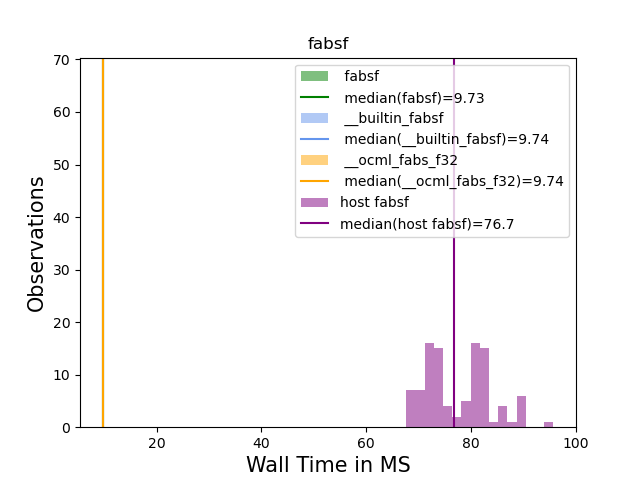 fabsf
70
60
50
40
30
20
10
0
Observations
fabsf
median(fabsf)=9.73
__builtin_fabsf
median(__builtin_fabsf)=9.74
__ocml_fabs_f32
median(__ocml_fabs_f32)=9.74
host fabsf
median(host fabsf)=76.7
20 40 60 80 100
Wall Time in MS